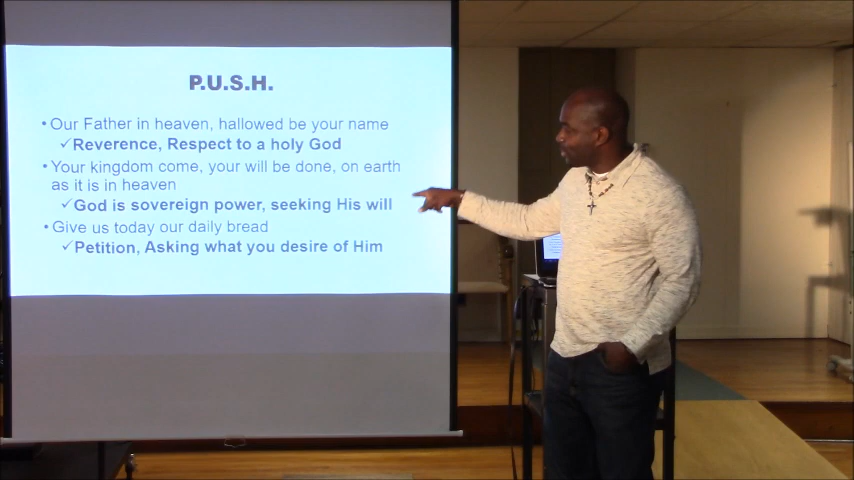 P.U.S.H.
• Our Father in heaven, hallowed be your name
✓Reverence, Respect to a holy God
• Your kingdom come, your will be done, on earth
as it is in heaven
✓God is sovereign power, seeking His will
• Give us today our daily bread
✓Petition, Asking what you desire of Him